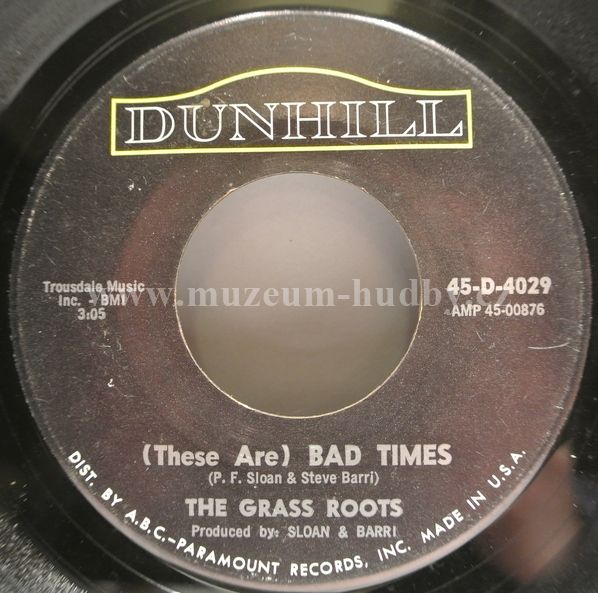 DUNHILL
Trousdale Music
Inc. - BMI
3:05
45-D-4029
AMP 45-00876
www.muzeum-hudby.cz
(These Are) BAD TIMES
(P. F. Sloan & Steve Barri)
THE GRASS ROOTS
Produced by: SLOAN & BARRI
DIST. BY A.B.C.-PARAMOUNT RECORDS, INC. MADE IN U.S.A.